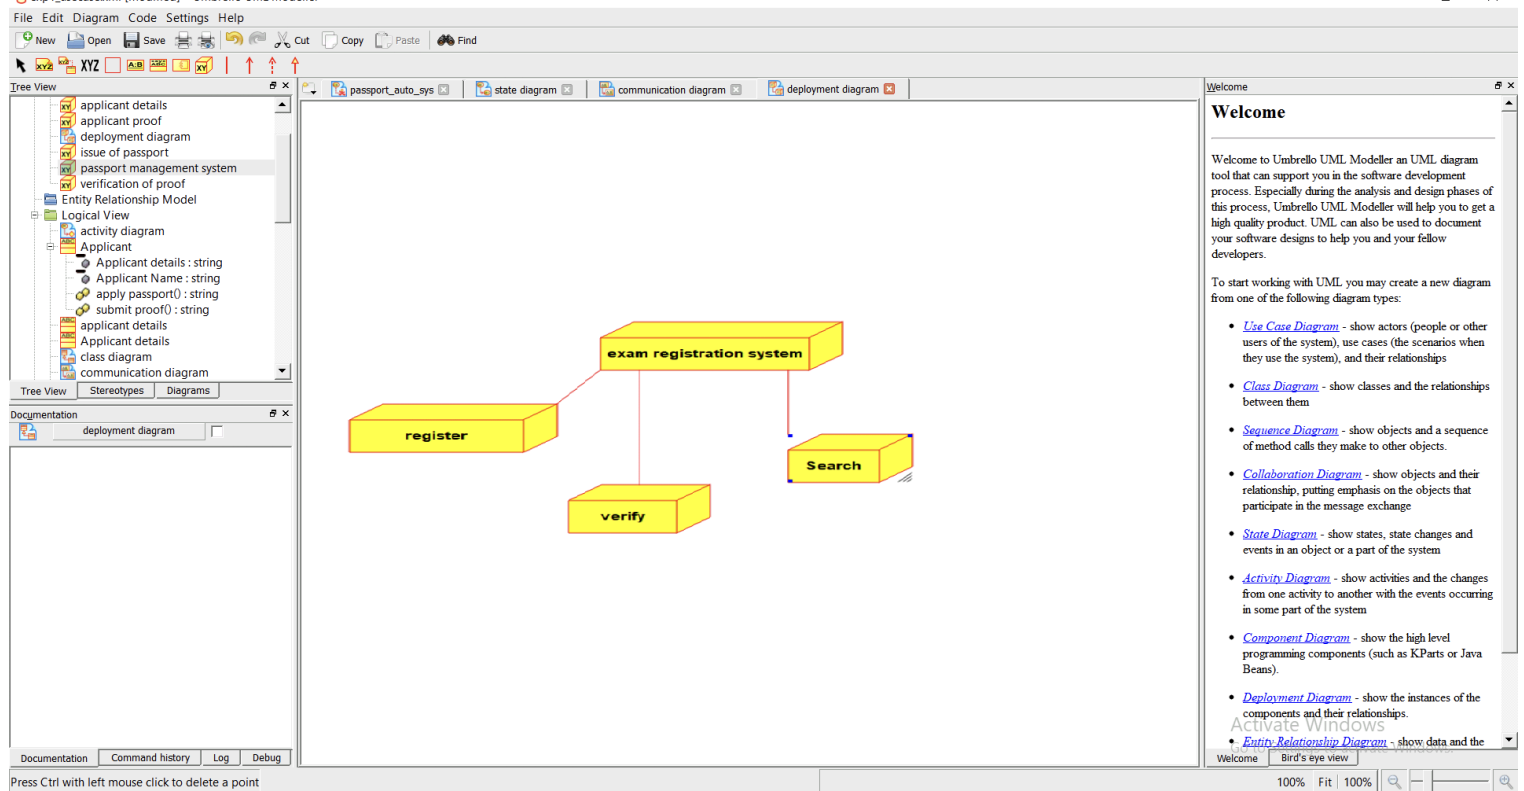 File Edit Diagram Code Settings Help
New Open Save Cut Copy Paste Find
XYZ XYZ XYZ A:B ABC XY
Tree View
passport_auto_sys state diagram communication diagram deployment diagram
Welcome
applicant details
applicant proof
deployment diagram
issue of passport
passport management system
verification of proof
Entity Relationship Model
Logical View
activity diagram
Applicant
Applicant details : string
Applicant Name : string
apply passport() : string
submit proof() : string
applicant details
Applicant details
class diagram
communication diagram
Tree View Stereotypes Diagrams
Documentation
deployment diagram
Documentation Command history Log Debug
exam registration system
register
Search
verify
Welcome
Welcome to Umbrello UML Modeller an UML diagram
tool that can support you in the software development
process. Especially during the analysis and design phases of
this process, Umbrello UML Modeller will help you to get a
high quality product. UML can also be used to document
your software designs to help you and your fellow
developers.
To start working with UML you may create a new diagram
from one of the following diagram types:
• Use Case Diagram - show actors (people or other
users of the system), use cases (the scenarios when
they use the system), and their relationships
• Class Diagram - show classes and the relationships
between them
• Sequence Diagram - show objects and a sequence
of method calls they make to other objects.
• Collaboration Diagram - show objects and their
relationship, putting emphasis on the objects that
participate in the message exchange
• State Diagram - show states, state changes and
events in an object or a part of the system
• Activity Diagram - show activities and the changes
from one activity to another with the events occurring
in some part of the system
• Component Diagram - show the high level
programming components (such as KParts or Java
Beans).
• Deployment Diagram - show the instances of the
components and their relationships.
Activate Windows
• Entity Relationship Diagram - show data and the
Welcome Bird's eye view
Press Ctrl with left mouse click to delete a point
100% Fit 100%